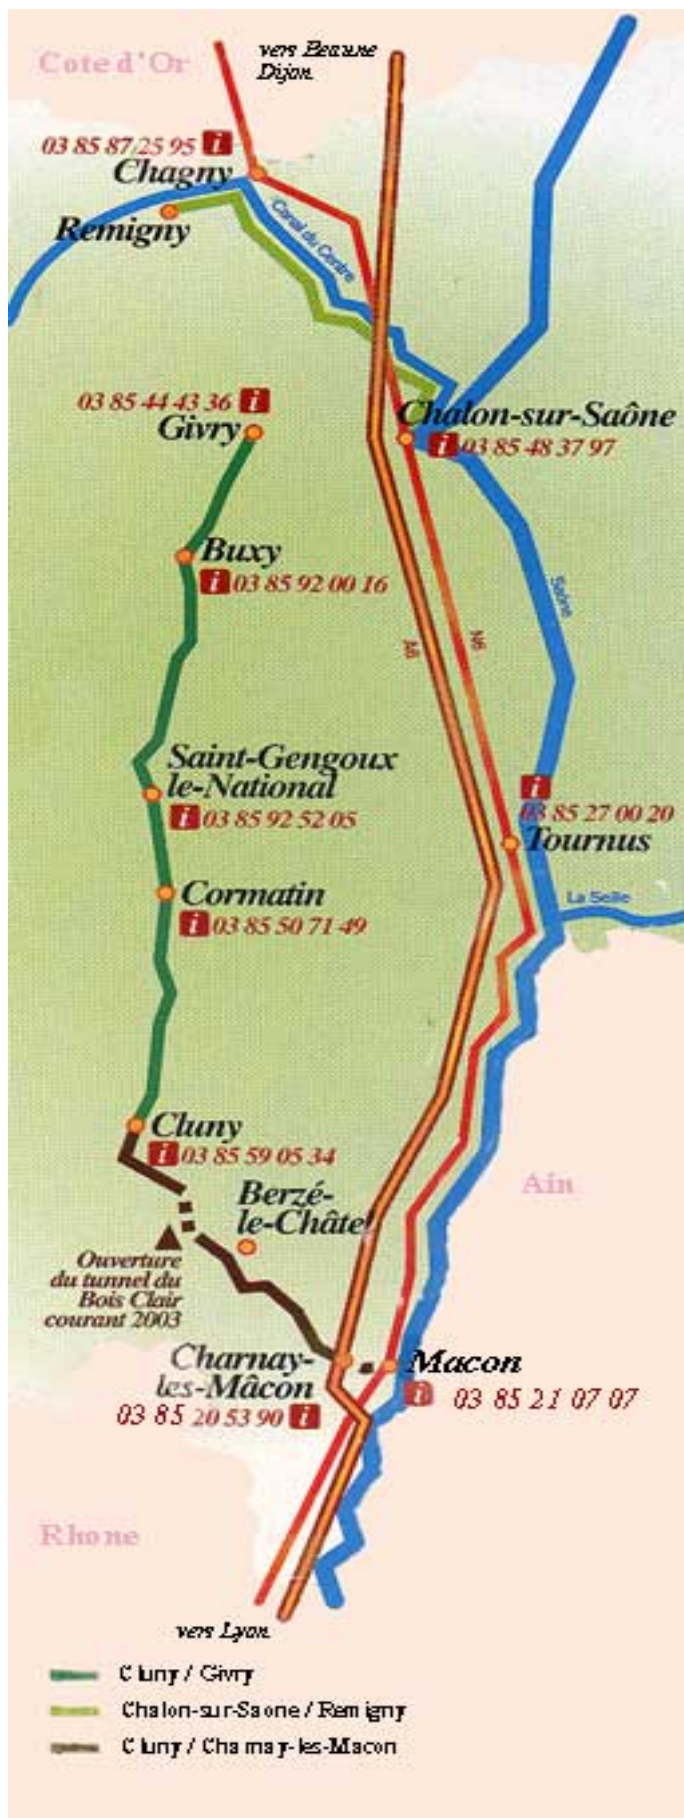 vers Beaune
Dijon
Cote d'Or
03 85 87/25 95 i
Chagny
Remigny
Canal du Centre
03 85 44 43 36 i
Givry
Chalon-sur-Saône
i 03 85 48 37 97
Buxy
i 03 85 92 00 16
Saône
A6
N6
Saint-Gengoux
le-National
i 03 85 92 52 05
i
03 85 27 00 20
Tournus
Cormatin
i 03 85 50 71 49
La Seille
Cluny
i 03 85 59 05 34
Ain
Berzé-
le-Châtel
Ouverture
du tunnel du
Bois Clair
courant 2003
Charnay-
les-Mâcon
03 85 20 53 90 i
Macon
i 03 85 21 07 07
Rhone
vers Lyon
Cluny / Givry
Chalon-sur-Saone / Remigny
Cluny / Charnay-les-Macon